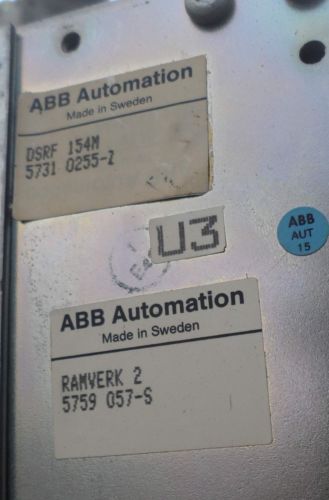 ABB Automation
Made in Sweden
DSRF 154M
5731 0255-Z
U3
ABB
AUT
15
ABB Automation
Made in Sweden
RAMVERK 2
5759 057-S